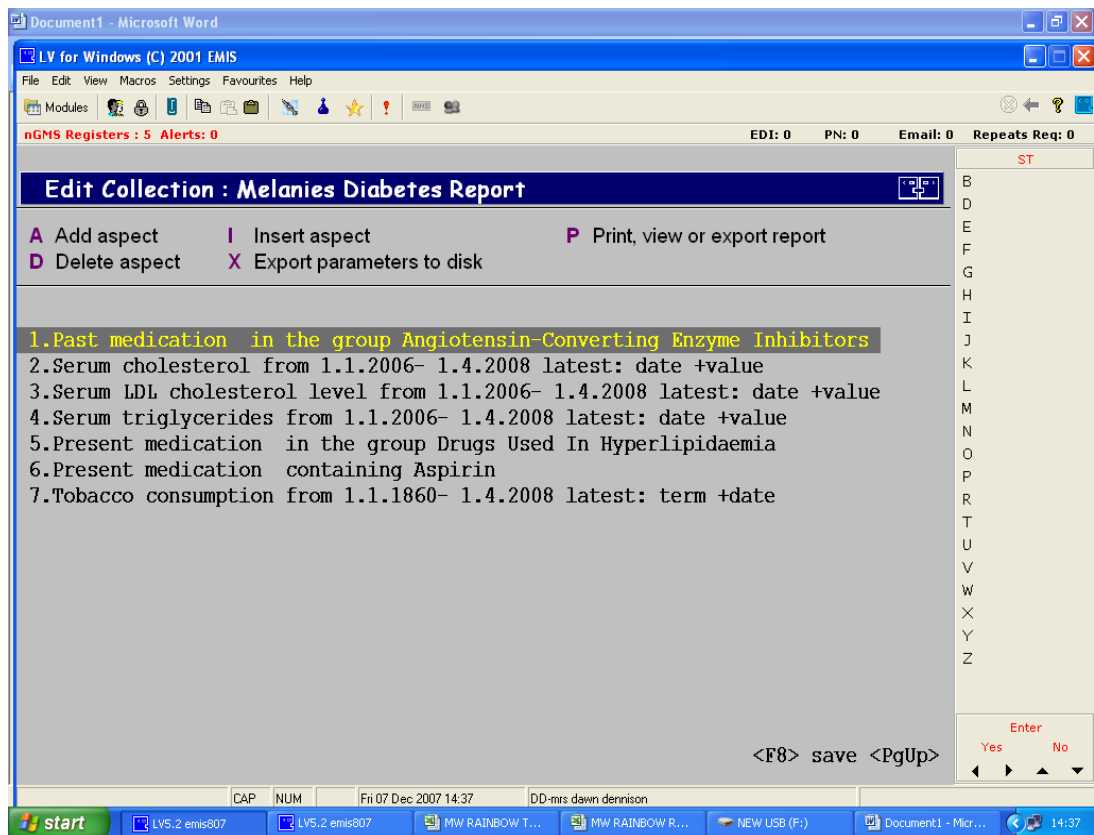 Document1 - Microsoft Word
LV for Windows (C) 2001 EMIS
File Edit View Macros Settings Favourites Help
Modules NHS
nGMS Registers : 5 Alerts: 0 EDI: 0 PN: 0 Email: 0 Repeats Req: 0
ST
Edit Collection : Melanies Diabetes Report
A Add aspect I Insert aspect P Print, view or export report
D Delete aspect X Export parameters to disk
1.Past medication in the group Angiotensin-Converting Enzyme Inhibitors
2.Serum cholesterol from 1.1.2006- 1.4.2008 latest: date +value
3.Serum LDL cholesterol level from 1.1.2006- 1.4.2008 latest: date +value
4.Serum triglycerides from 1.1.2006- 1.4.2008 latest: date +value
5.Present medication in the group Drugs Used In Hyperlipidaemia
6.Present medication containing Aspirin
7.Tobacco consumption from 1.1.1860- 1.4.2008 latest: term +date
B
D
E
F
G
H
I
J
K
L
M
N
O
P
R
T
U
V
W
X
Y
Z
<F8> save <PgUp>
Enter
Yes No
CAP NUM Fri 07 Dec 2007 14:37 DD-mrs dawn dennison
start LV5.2 emis807 LV5.2 emis807 MW RAINBOW T... MW RAINBOW R... NEW USB (F:) Document1 - Micr... 14:37